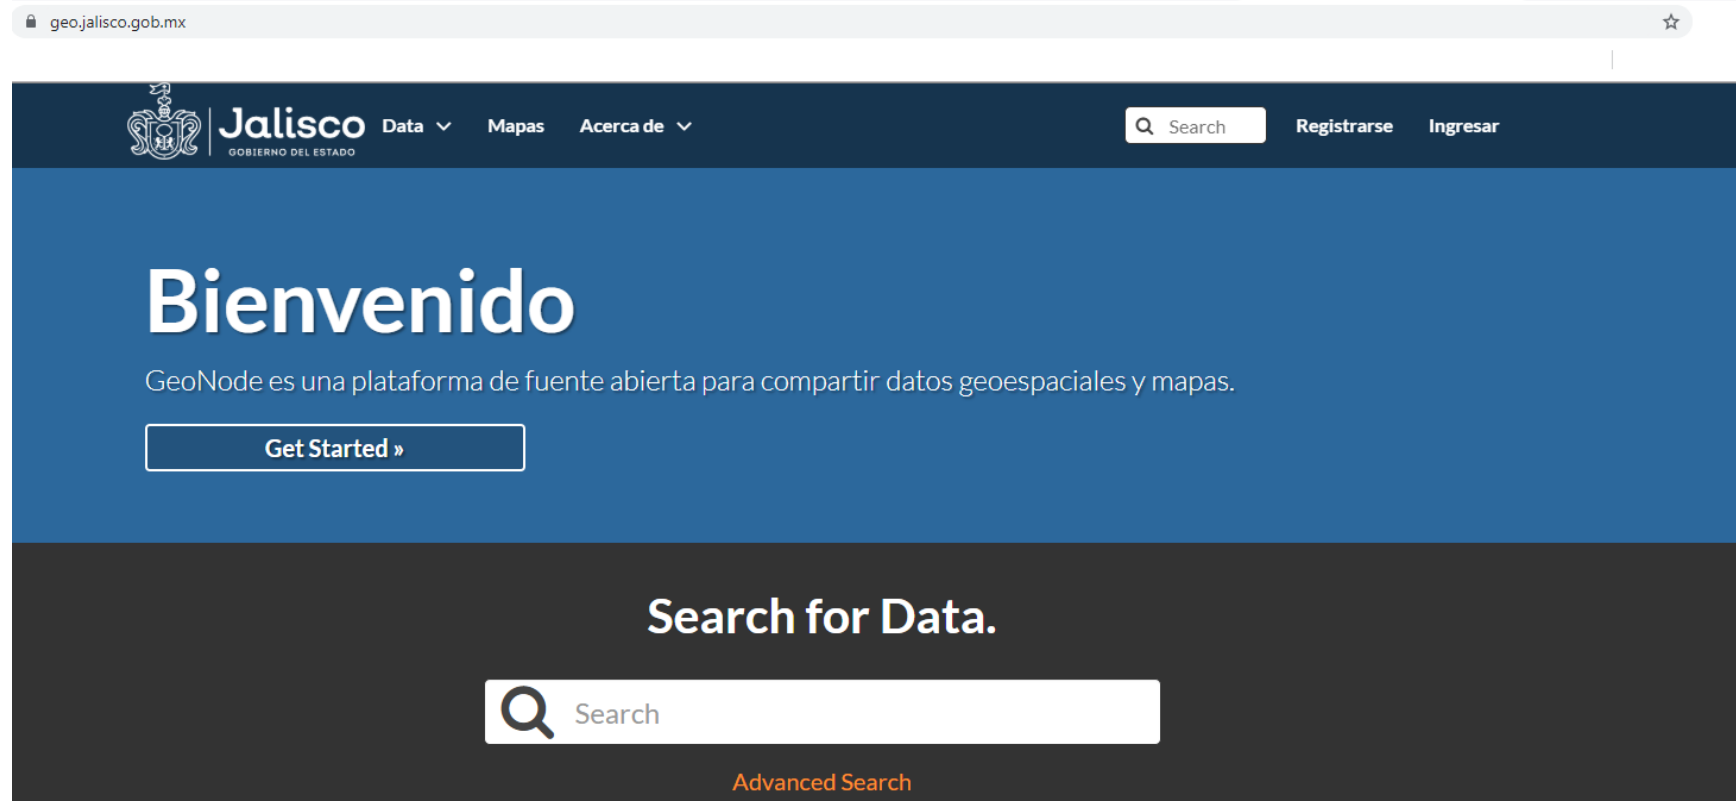 geo.jalisco.gob.mx
Jalisco
GOBIERNO DEL ESTADO
Data
Mapas
Acerca de
Search
Registrarse
Ingresar
Bienvenido
GeoNode es una plataforma de fuente abierta para compartir datos geoespaciales y mapas.
Get Started »
Search for Data.
Search
Advanced Search